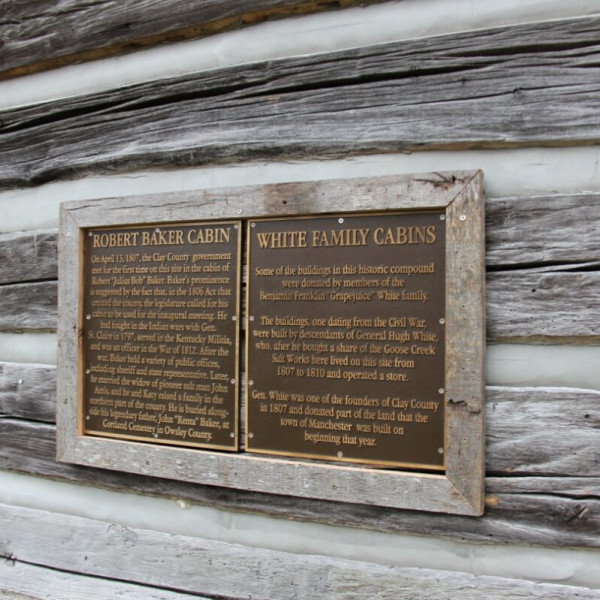 ROBERT BAKER CABIN
On April 13, 1807, the Clay County government
met for the first time on this site in the cabin of
Robert "Julian Bob" Baker. Baker's prominence
is suggested by the fact that, in the 1806 Act that
created the county, the legislature called for his
cabin to be used for the inaugural meeting. He
had fought in the Indian wars with Gen.
St. Claire in 1797, served in the Kentucky Militia,
and was an officer in the War of 1812. After the
war, Baker held a variety of public offices,
including sheriff and state representative. Later,
he married the widow of pioneer salt man John
Amis, and he and Katy raised a family in the
northern part of the county. He is buried along-
side his legendary father, John "Renta" Baker, at
Cortland Cemetery in Owsley County.
WHITE FAMILY CABINS
Some of the buildings in this historic compound
were donated by members of the
Benjamin Franklin "Grapejuice" White family.
The buildings, one dating from the Civil War,
were built by descendants of General Hugh White,
who, after he bought a share of the Goose Creek
Salt Works here lived on this site from
1807 to 1810 and operated a store.
Gen. White was one of the founders of Clay County
in 1807 and donated part of the land that the
town of Manchester was built on
beginning that year.